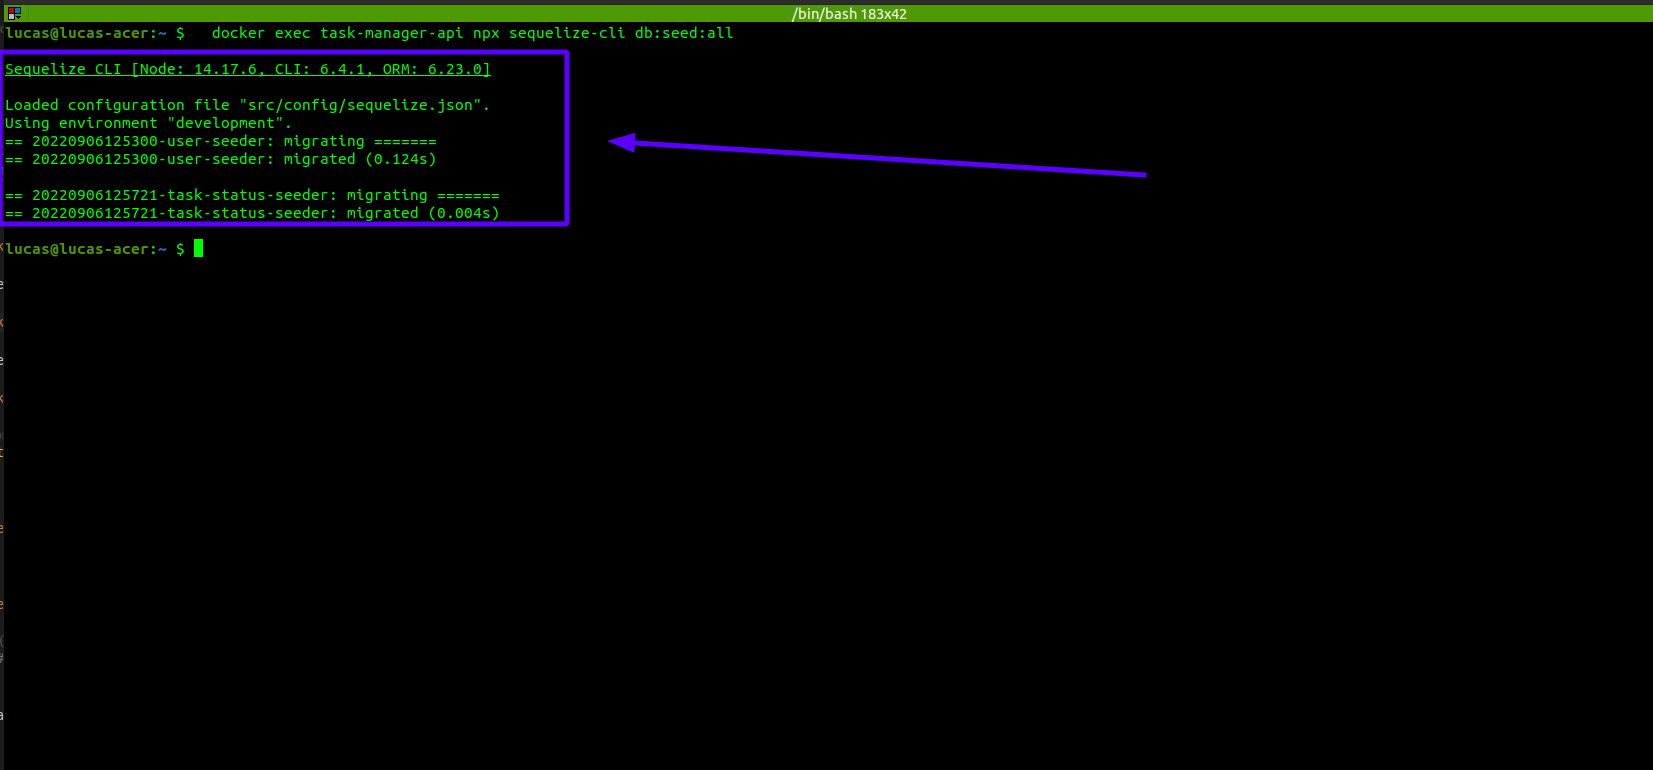 /bin/bash 183x42
lucas@lucas-acer:~ $   docker exec task-manager-api npx sequelize-cli db:seed:all
Sequelize CLI [Node: 14.17.6, CLI: 6.4.1, ORM: 6.23.0]
Loaded configuration file "src/config/sequelize.json".
Using environment "development".
== 20220906125300-user-seeder: migrating =======
== 20220906125300-user-seeder: migrated (0.124s)
== 20220906125721-task-status-seeder: migrating =======
== 20220906125721-task-status-seeder: migrated (0.004s)
lucas@lucas-acer:~ $